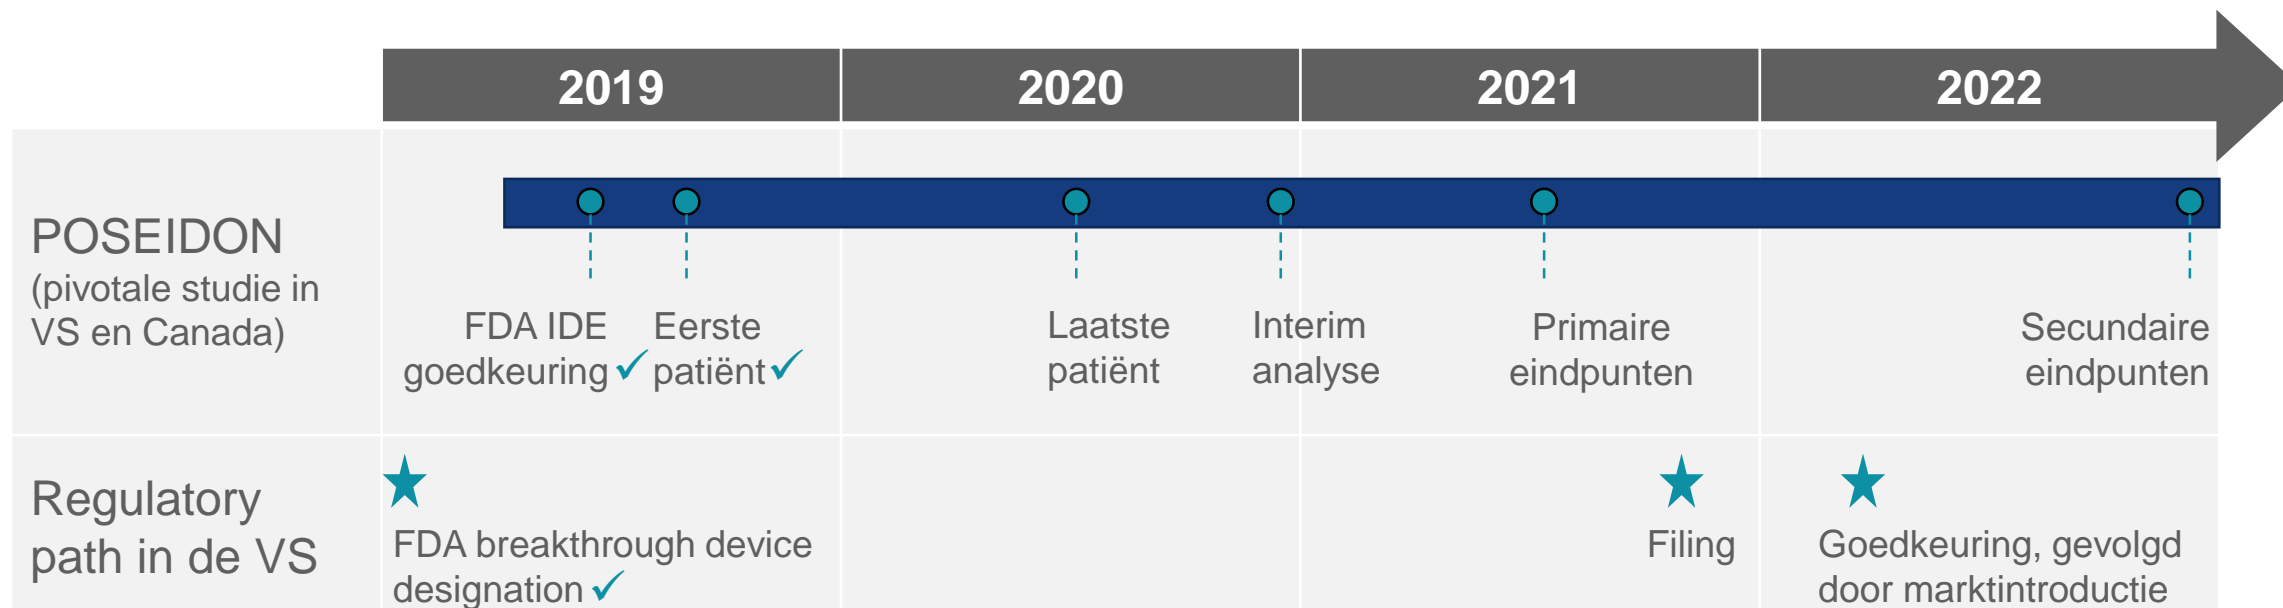 2019
2020
2021
2022
POSEIDON
(pivotale studie in
VS en Canada)
FDA IDE
goedkeuring ✓
Eerste
patiënt ✓
Laatste
patiënt
Interim
analyse
Primaire
eindpunten
Secundaire
eindpunten
Regulatory
path in de VS
FDA breakthrough device
designation ✓
Filing
Goedkeuring, gevolgd
door marktintroductie